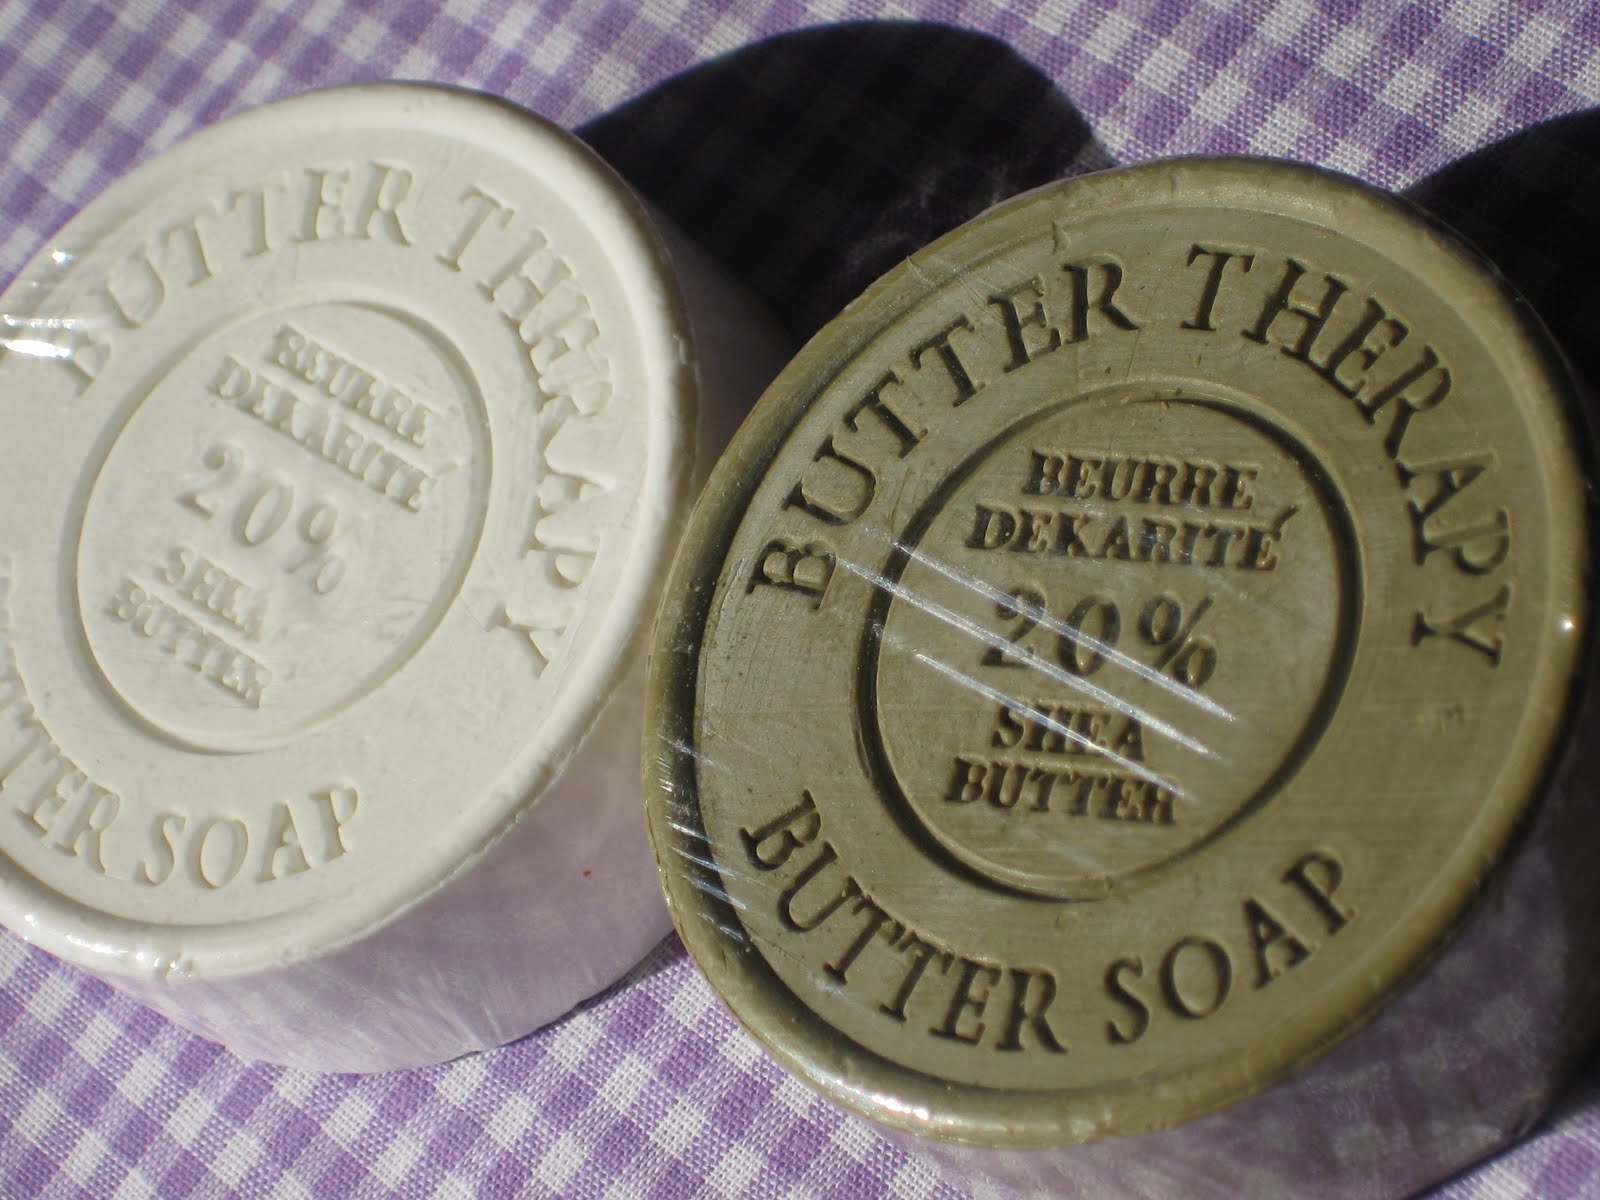 BUTTER THERAPY
BEURRE
DEKARITÉ
20%
SHEA
BUTTER
BUTTER SOAP
BUTTER THERAPY
BEURRE
DEKARITÉ
20%
SHEA
BUTTER
BUTTER SOAP